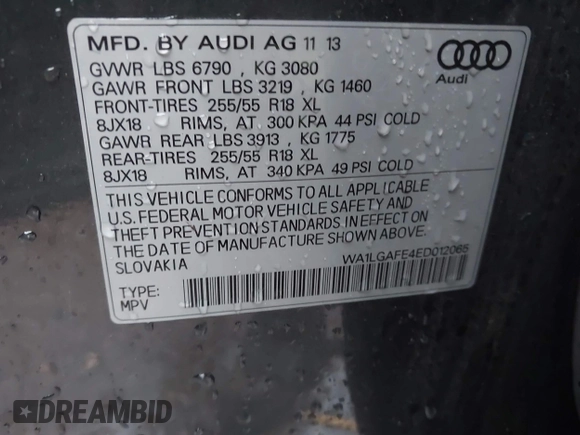 MFD. BY AUDI AG 11 13
Audi
GVWR LBS 6790 , KG 3080
GAWR FRONT LBS 3219 , KG 1460
FRONT-TIRES 255/55 R18 XL
8JX18 RIMS, AT 300 KPA 44 PSI COLD
GAWR REAR LBS 3913 , KG 1775
REAR-TIRES 255/55 R18 XL
8JX18 RIMS, AT 340 KPA 49 PSI COLD
THIS VEHICLE CONFORMS TO ALL APPLICABLE
U.S. FEDERAL MOTOR VEHICLE SAFETY AND
THEFT PREVENTION STANDARDS IN EFFECT ON
THE DATE OF MANUFACTURE SHOWN ABOVE
SLOVAKIA WA1LGAFE4ED012065
TYPE:
MPV
DREAMBID